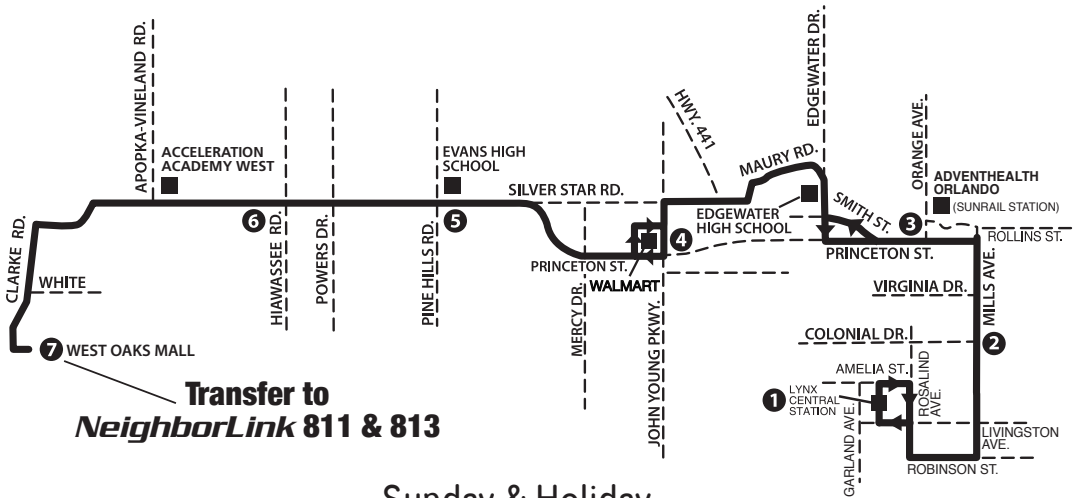 APOPKA-VINELAND RD.
ACCELERATION
ACADEMY WEST
HIAWASSEE RD.
POWERS DR.
PINE HILLS RD.
EVANS HIGH
SCHOOL
SILVER STAR RD.
HWY. 441
MAURY RD.
EDGEWATER DR.
EDGEWATER
HIGH SCHOOL
SMITH ST.
ORANGE AVE.
ADVENTHEALTH
ORLANDO
(SUNRAIL STATION)
ROLLINS ST.
6
5
4
3
CLARKE RD.
WHITE
PRINCETON ST.
WALMART
PRINCETON ST.
MERCY DR.
JOHN YOUNG PKWY.
VIRGINIA DR.
MILLS AVE.
COLONIAL DR.
2
7 WEST OAKS MALL
AMELIA ST.
1 LYNX
CENTRAL
STATION
ROSALIND
AVE.
GARLAND AVE.
LIVINGSTON
AVE.
ROBINSON ST.
Transfer to
NeighborLink 811 & 813
Sunday & Holiday